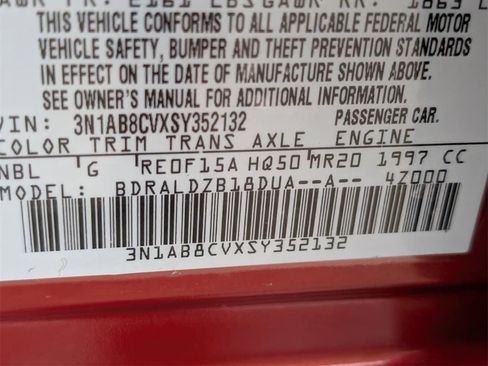 THIS VEHICLE CONFORMS TO ALL APPLICABLE FEDERAL MOTOR
VEHICLE SAFETY, BUMPER AND THEFT PREVENTION STANDARDS
IN EFFECT ON THE DATE OF MANUFACTURE SHOWN ABOVE.
SEE OWNER'S MANUAL FOR ADDITIONAL INFORMATION.
VIN: 3N1AB8CVXSY352132 PASSENGER CAR.
COLOR TRIM TRANS AXLE ENGINE
NBL G RE0F15A HQ50 MR20 1997 CC
MODEL: BDRALDZB18DUA--A-- 4Z000
3N1AB8CVXSY352132